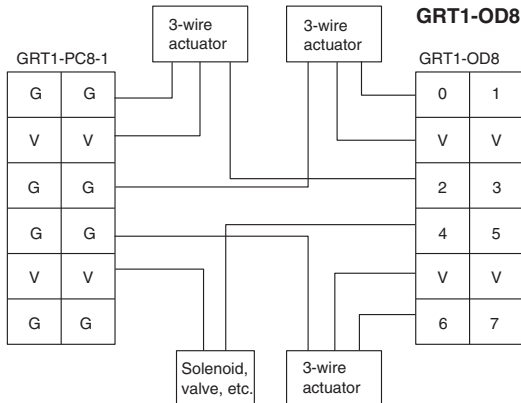 GRT1-OD8
3-wire
actuator
3-wire
actuator
GRT1-PC8-1
GRT1-OD8
G G
V V
G G
G G
V V
G G
0 1
V V
2 3
4 5
V V
6 7
Solenoid,
valve, etc.
3-wire
actuator